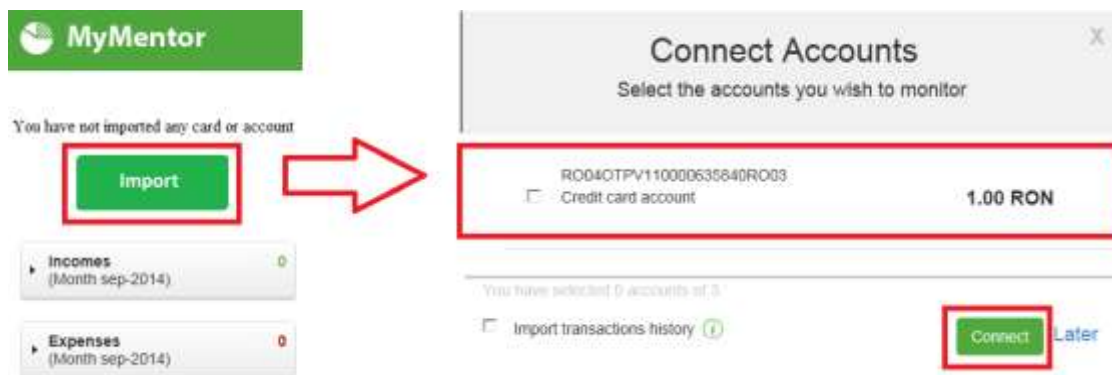 MyMentor
You have not imported any card or account
Import
Incomes
0
(Month sep-2014)
Expenses
0
(Month sep-2014)
Connect Accounts
X
Select the accounts you wish to monitor
RO04OTPV110000635840RO03
Credit card account
1.00 RON
You have selected 0 accounts of 3
Import transactions history
Connect
Later